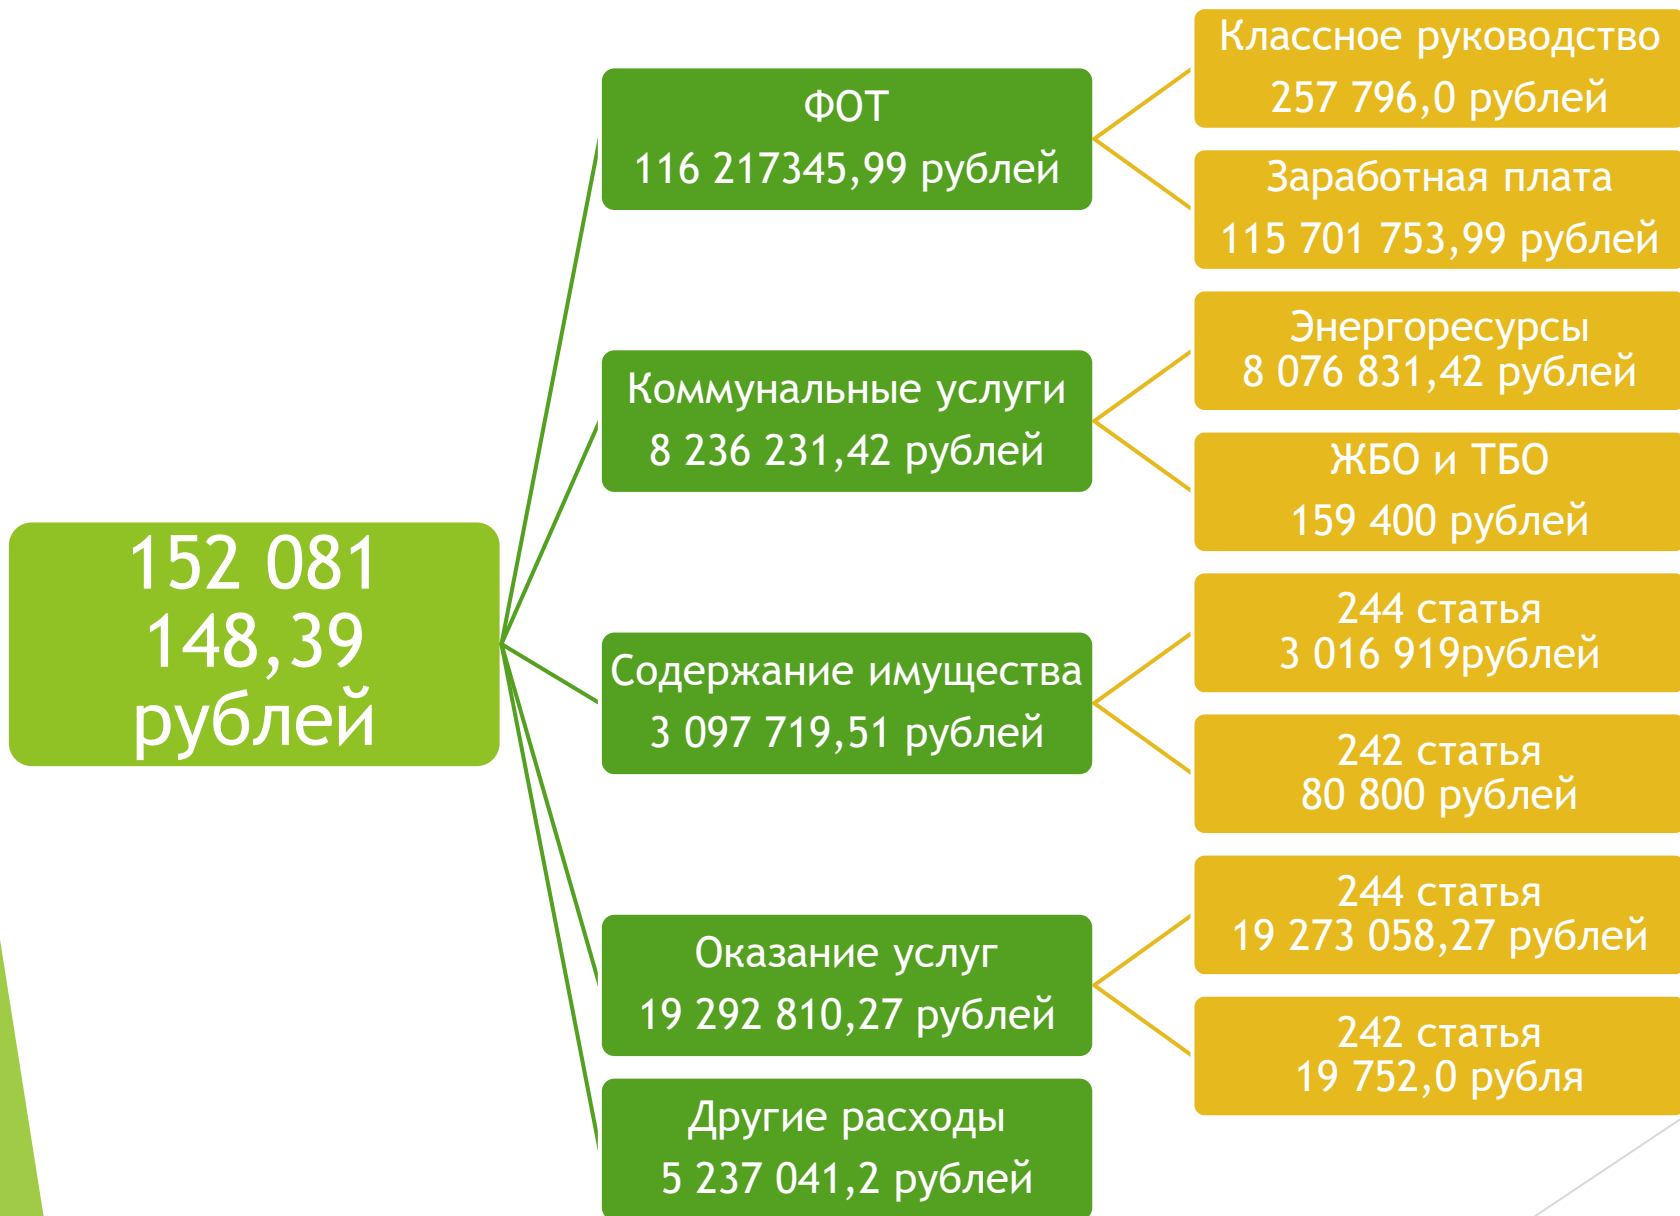 152 081
148,39
рублей
ФОТ
116 217345,99 рублей
Классное руководство
257 796,0 рублей
Заработная плата
115 701 753,99 рублей
Коммунальные услуги
8 236 231,42 рублей
Энергоресурсы
8 076 831,42 рублей
ЖБО и ТБО
159 400 рублей
Содержание имущества
3 097 719,51 рублей
244 статья
3 016 919рублей
242 статья
80 800 рублей
Оказание услуг
19 292 810,27 рублей
244 статья
19 273 058,27 рублей
242 статья
19 752,0 рубля
Другие расходы
5 237 041,2 рублей